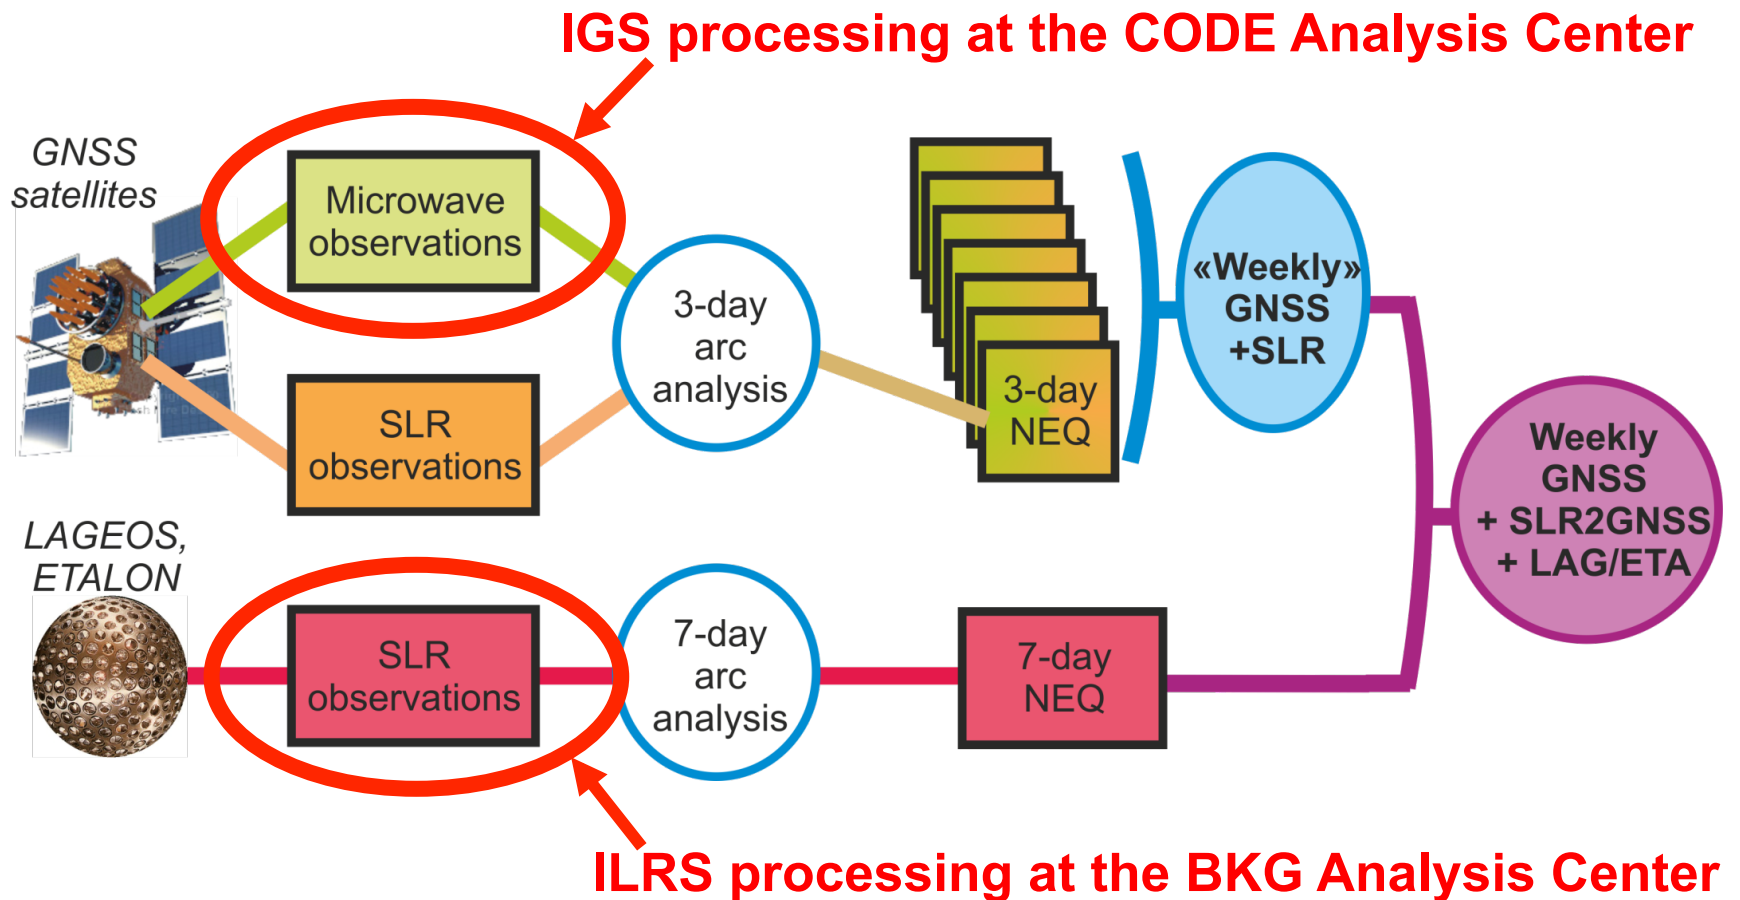 IGS processing at the CODE Analysis Center
GNSS
satellites
Microwave
observations
SLR
observations
3-day
arc
analysis
3-day
NEQ
«Weekly»
GNSS
+SLR
Weekly
GNSS
+ SLR2GNSS
+ LAG/ETA
LAGEOS,
ETALON
SLR
observations
7-day
arc
analysis
7-day
NEQ
ILRS processing at the BKG Analysis Center